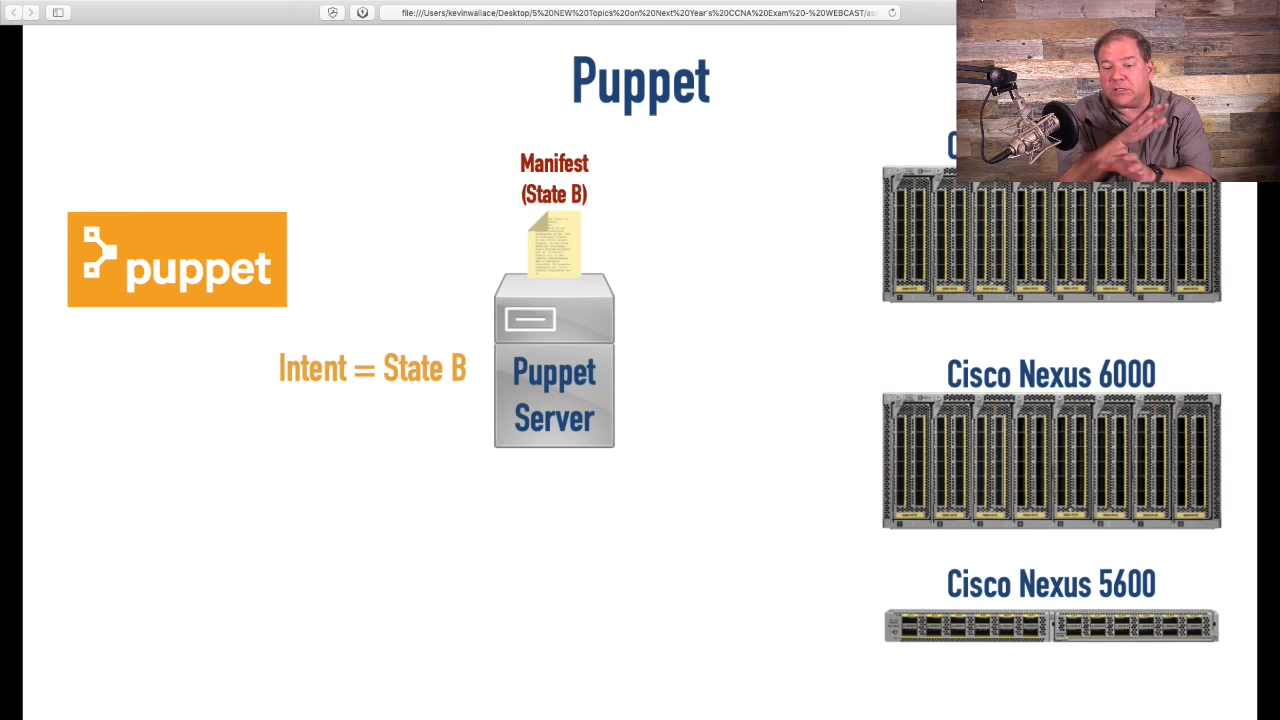 file:///Users/kevinwallace/Desktop/5%20NEW%20Topics%20on%20Next%20Year's%20CCNA%20Exam%20-%20WEBCAST/as
Puppet
Manifest
(State B)
puppet
Intent = State B
Puppet
Server
Cisco Nexus 6000
Cisco Nexus 5600